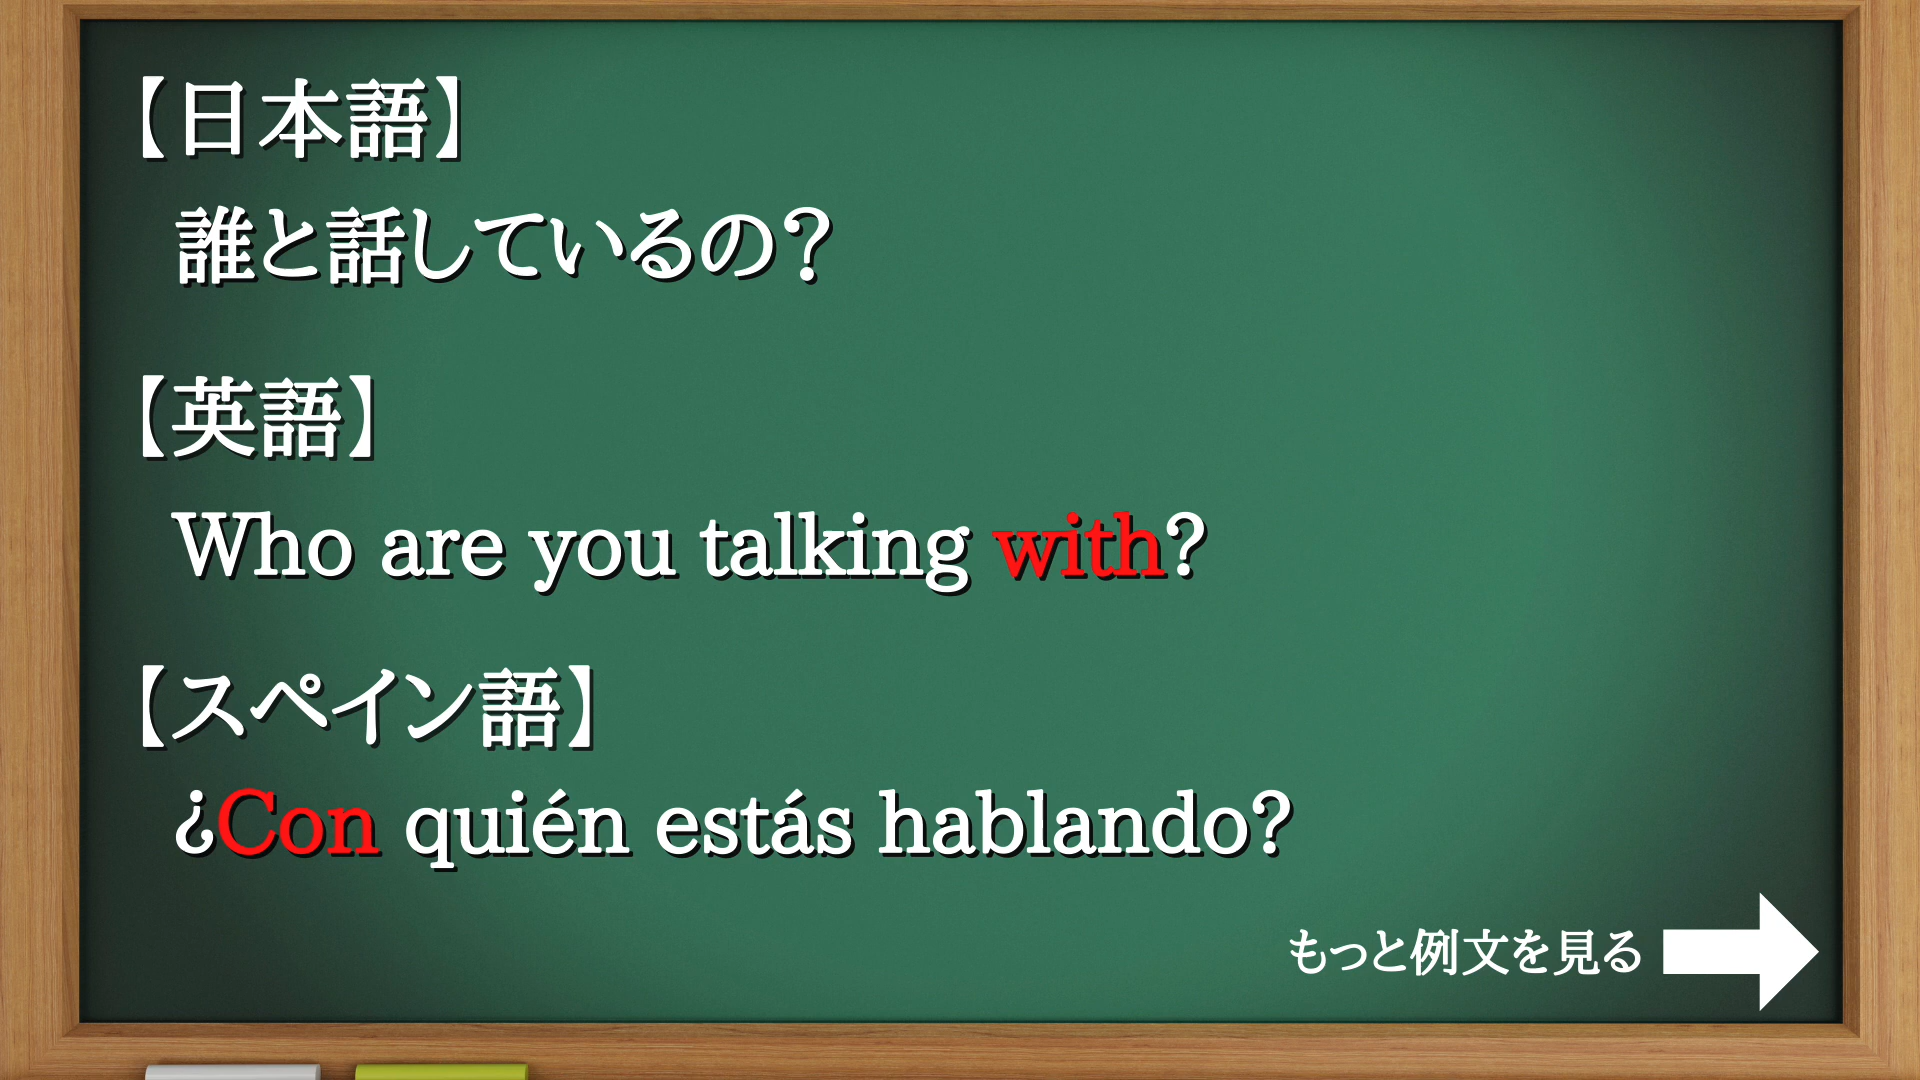 【日本語】
誰と話しているの？
【英語】
Who are you talking with?
【スペイン語】
¿Con quién estás hablando?
もっと例文を見る